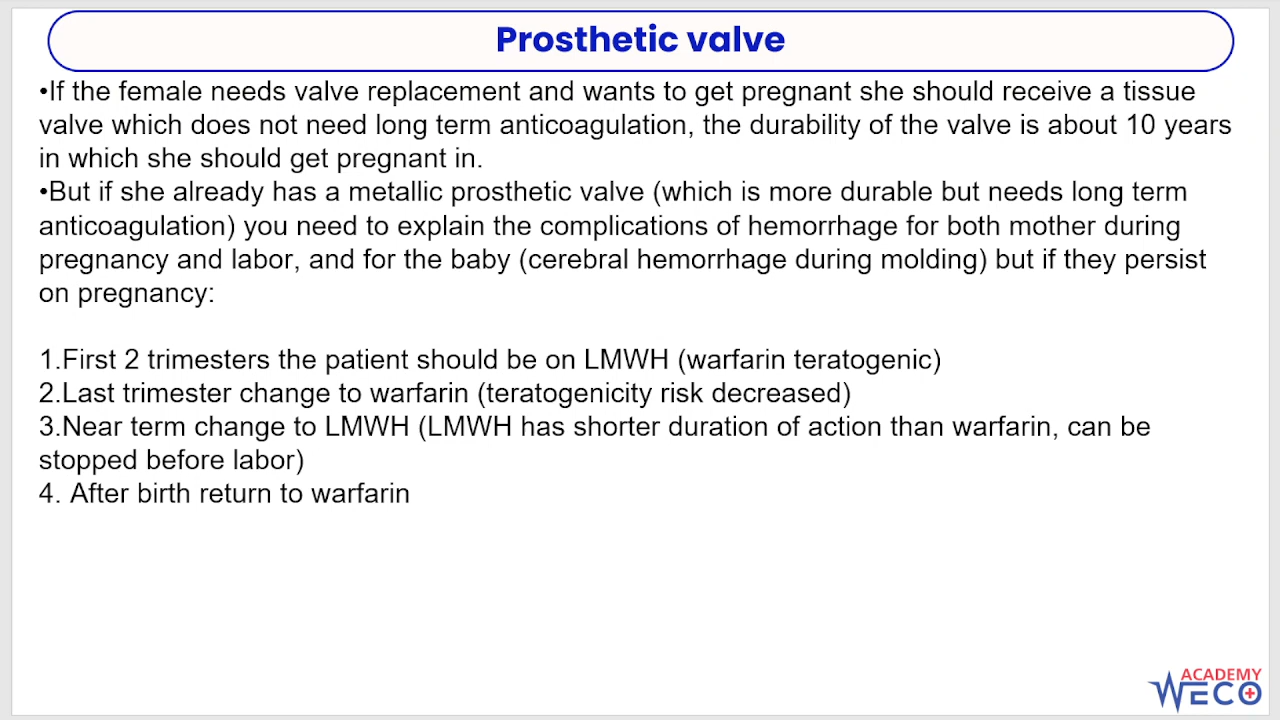 Prosthetic valve
•If the female needs valve replacement and wants to get pregnant she should receive a tissue
valve which does not need long term anticoagulation, the durability of the valve is about 10 years
in which she should get pregnant in.
•But if she already has a metallic prosthetic valve (which is more durable but needs long term
anticoagulation) you need to explain the complications of hemorrhage for both mother during
pregnancy and labor, and for the baby (cerebral hemorrhage during molding) but if they persist
on pregnancy:
1.First 2 trimesters the patient should be on LMWH (warfarin teratogenic)
2.Last trimester change to warfarin (teratogenicity risk decreased)
3.Near term change to LMWH (LMWH has shorter duration of action than warfarin, can be
stopped before labor)
4. After birth return to warfarin
ACADEMY
WECO